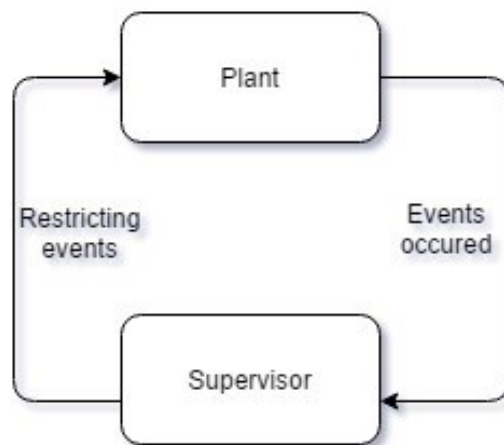 Plant
Restricting
events
Events
occured
Supervisor